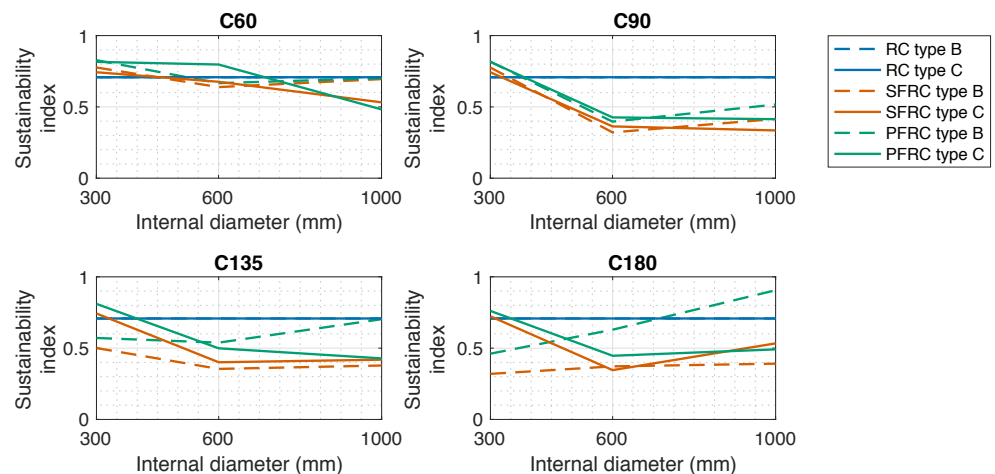 C60
1
0.5
0
Sustainability
index
300
600
1000
Internal diameter (mm)
C90
1
0.5
0
Sustainability
index
300
600
1000
Internal diameter (mm)
RC type B
RC type C
SFRC type B
SFRC type C
PFRC type B
PFRC type C
C135
1
0.5
0
Sustainability
index
300
600
1000
Internal diameter (mm)
C180
1
0.5
0
Sustainability
index
300
600
1000
Internal diameter (mm)